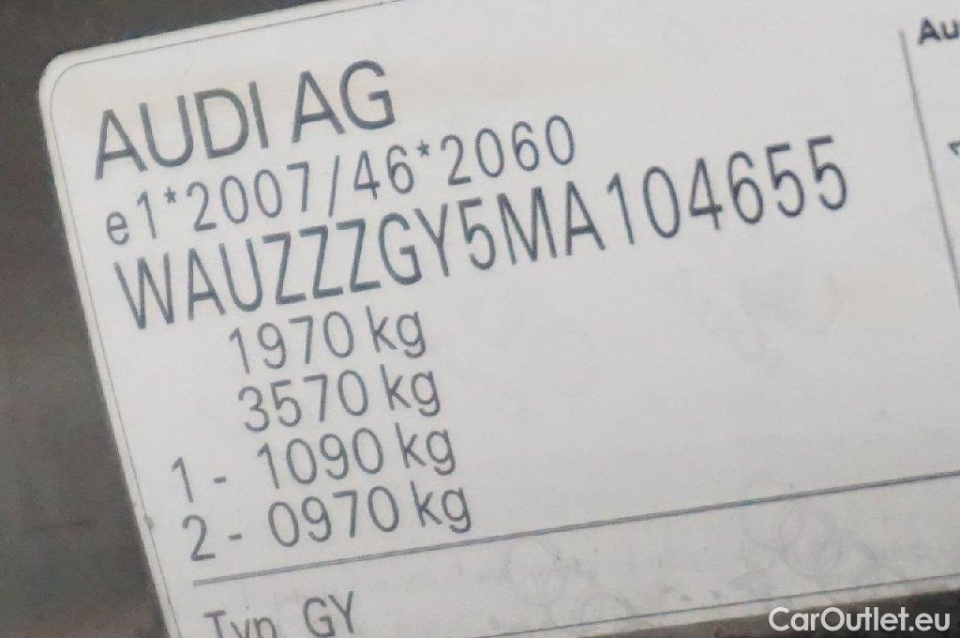 AUDI AG
e1*2007/46*2060
WAUZZZGY5MA104655
1970 kg
3570 kg
1 - 1090 kg
2 - 0970 kg
Typ GY
Au
CarOutlet.eu